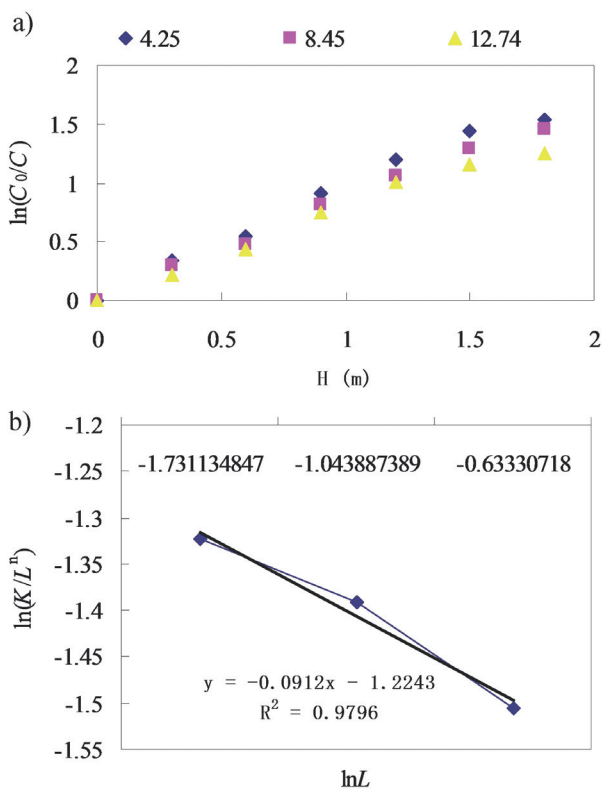 a)
4.25 8.45 12.74
2
1.5
1
0.5
0
ln(C0/C)
0 0.5 1 1.5 2
H (m)
b)
-1.2
-1.25
-1.3
-1.35
-1.4
-1.45
-1.5
-1.55
ln(K/Lⁿ)
-1.731134847 -1.043887389 -0.63330718
y = -0.0912x - 1.2243
R² = 0.9796
lnL